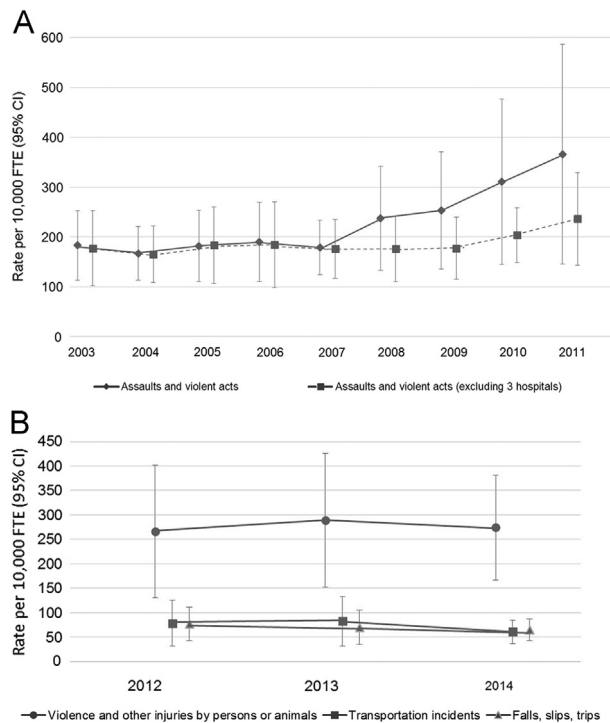 A
Rate per 10,000 FTE (95% CI)
600
500
400
300
200
100
0
2003 2004 2005 2006 2007 2008 2009 2010 2011
Assaults and violent acts Assaults and violent acts (excluding 3 hospitals)
B
Rate per 10,000 FTE (95% CI)
450
400
350
300
250
200
150
100
50
0
2012 2013 2014
Violence and other injuries by persons or animals Transportation incidents Falls, slips, trips